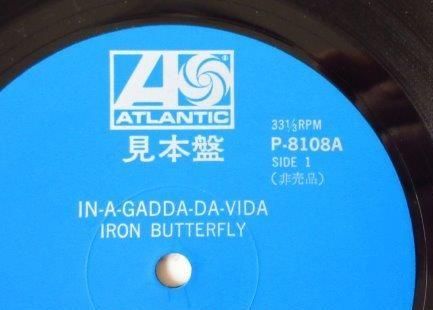 ATLANTIC
見本盤
33⅓RPM
P-8108A
SIDE 1
(非売品)
IN-A-GADDA-DA-VIDA
IRON BUTTERFLY